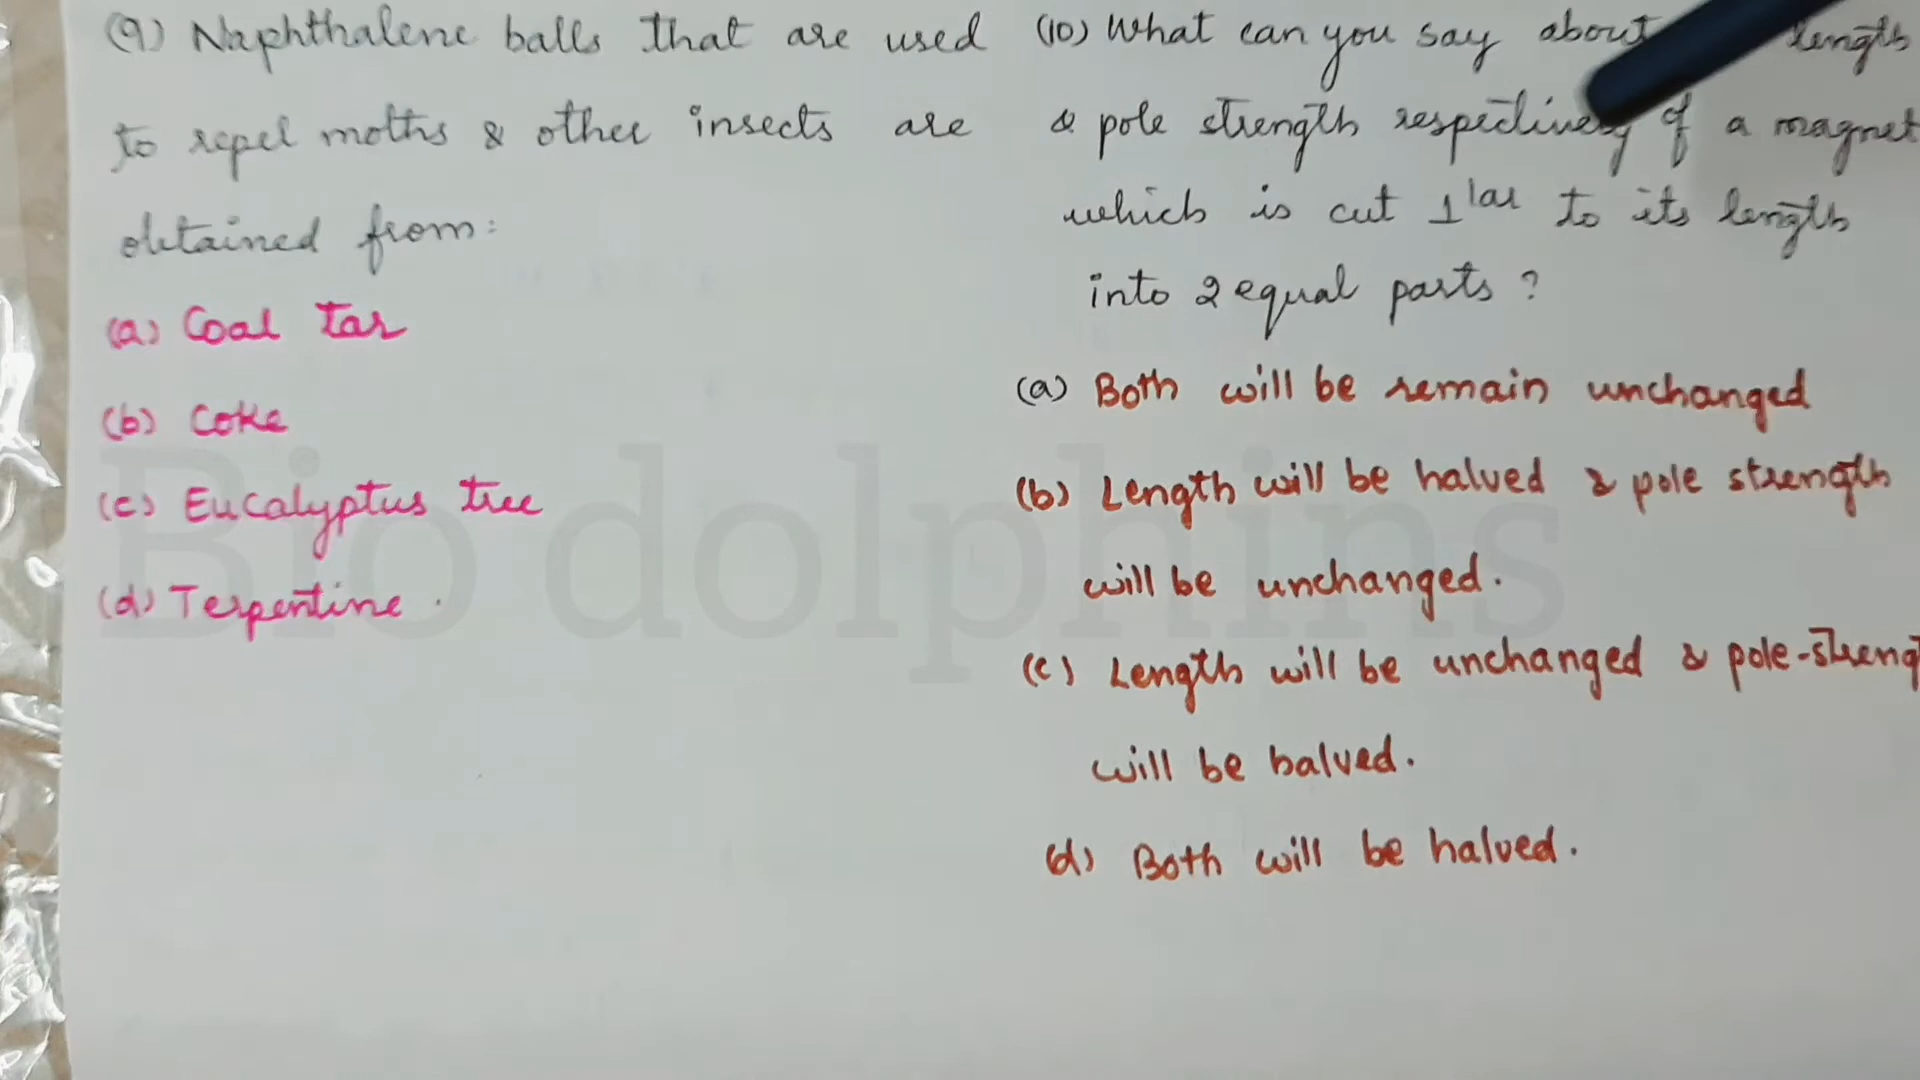 (9) Naphthalene balls that are used
to repel moths & other insects are
obtained from:
(a) Coal Tar
(b) Coke
(c) Eucalyptus tree
(d) Terpentine.
(10) What can you say about length
& pole strength respectively of a magnet
which is cut ⊥lar to its length
into 2 equal parts?
(a) Both will be remain unchanged
(b) Length will be halved & pole strength
will be unchanged.
(c) Length will be unchanged & pole-streng
will be halved.
(d) Both will be halved.
Bio dolphins